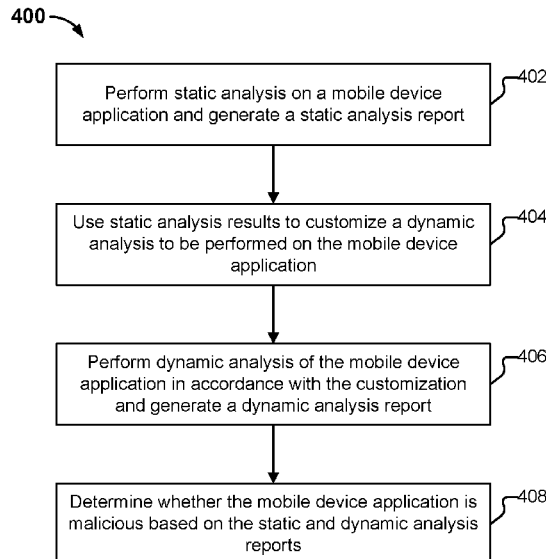 400
Perform static analysis on a mobile device
application and generate a static analysis report
402
Use static analysis results to customize a dynamic
analysis to be performed on the mobile device
application
404
Perform dynamic analysis of the mobile device
application in accordance with the customization
and generate a dynamic analysis report
406
Determine whether the mobile device application is
malicious based on the static and dynamic analysis
reports
408